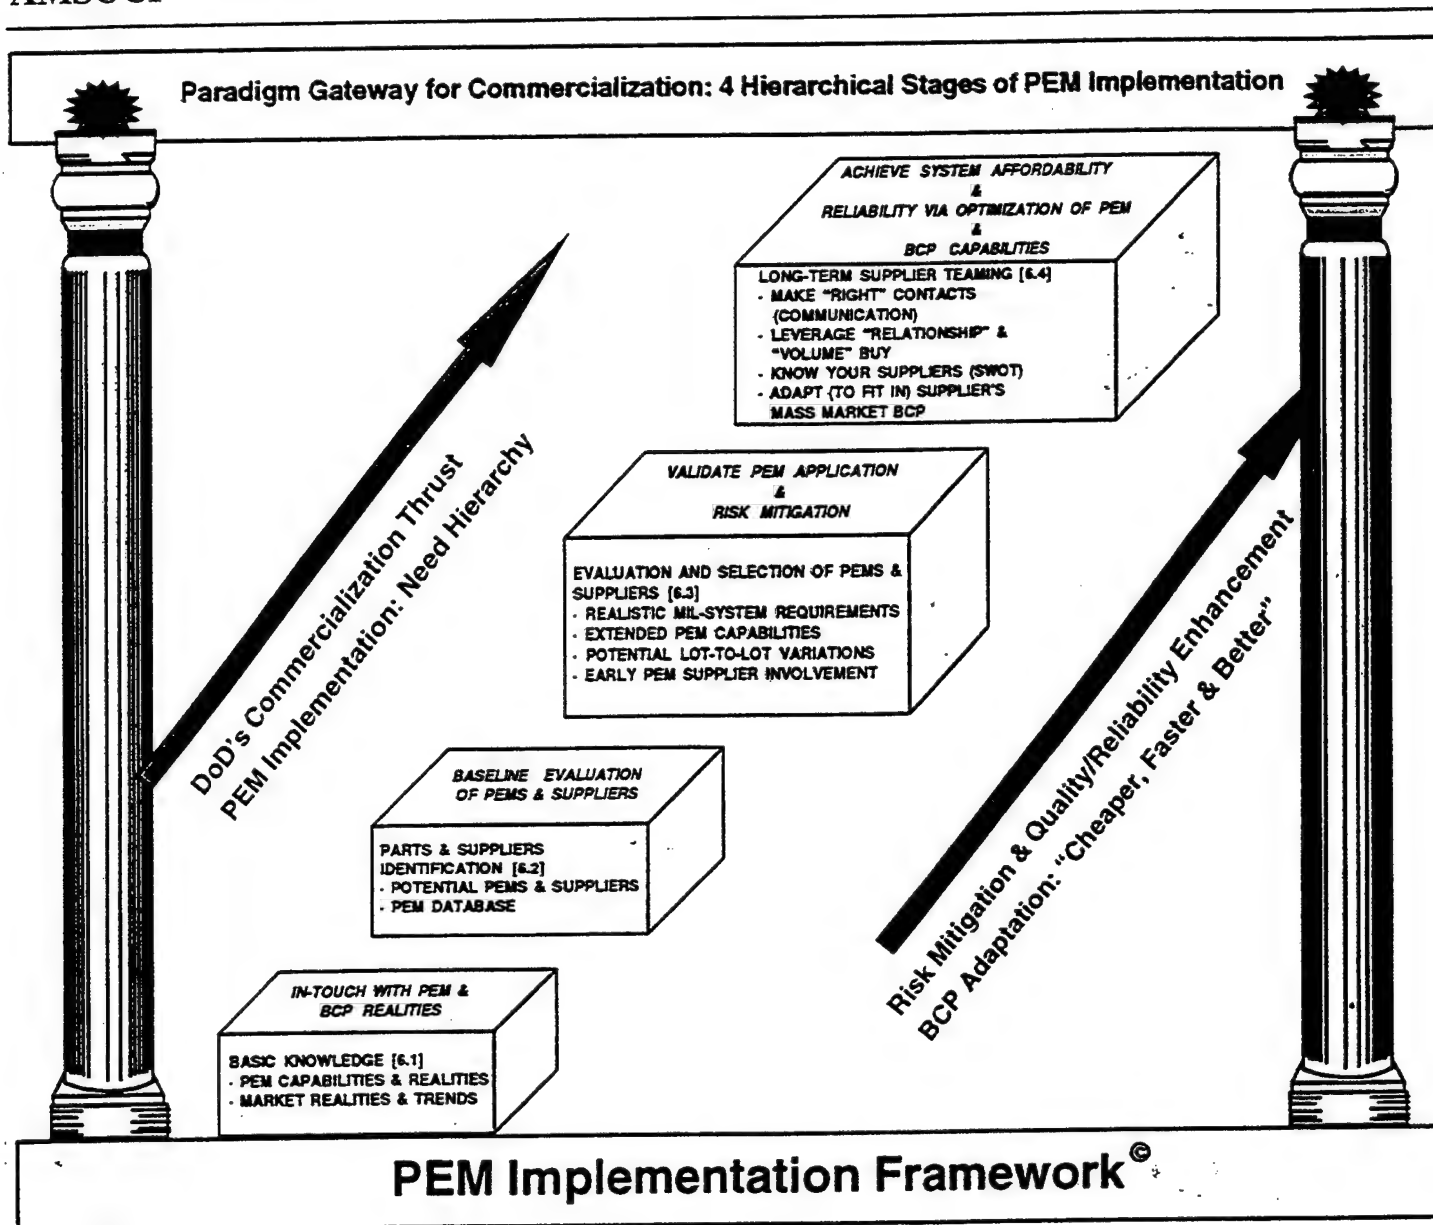 Paradigm Gateway for Commercialization: 4 Hierarchical Stages of PEM Implementation
ACHIEVE SYSTEM AFFORDABILITY
&
RELIABILITY VIA OPTIMIZATION OF PEM
&
BCP CAPABILITIES
LONG-TERM SUPPLIER TEAMING [6.4]
- MAKE "RIGHT" CONTACTS
(COMMUNICATION)
- LEVERAGE "RELATIONSHIP" &
"VOLUME" BUY
- KNOW YOUR SUPPLIERS (SWOT)
- ADAPT (TO FIT IN) SUPPLIER'S
MASS MARKET BCP
VALIDATE PEM APPLICATION
&
RISK MITIGATION
EVALUATION AND SELECTION OF PEMS &
SUPPLIERS [6.3]
- REALISTIC MIL-SYSTEM REQUIREMENTS
- EXTENDED PEM CAPABILITIES
- POTENTIAL LOT-TO-LOT VARIATIONS
- EARLY PEM SUPPLIER INVOLVEMENT
DoD's Commercialization Thrust
PEM Implementation: Need Hierarchy
BASELINE EVALUATION
OF PEMS & SUPPLIERS
PARTS & SUPPLIERS
IDENTIFICATION [6.2]
- POTENTIAL PEMS & SUPPLIERS
- PEM DATABASE
Risk Mitigation & Quality/Reliability Enhancement
BCP Adaptation: "Cheaper, Faster & Better"
IN-TOUCH WITH PEM &
BCP REALITIES
BASIC KNOWLEDGE [6.1]
- PEM CAPABILITIES & REALITIES
- MARKET REALITIES & TRENDS
PEM Implementation Framework©